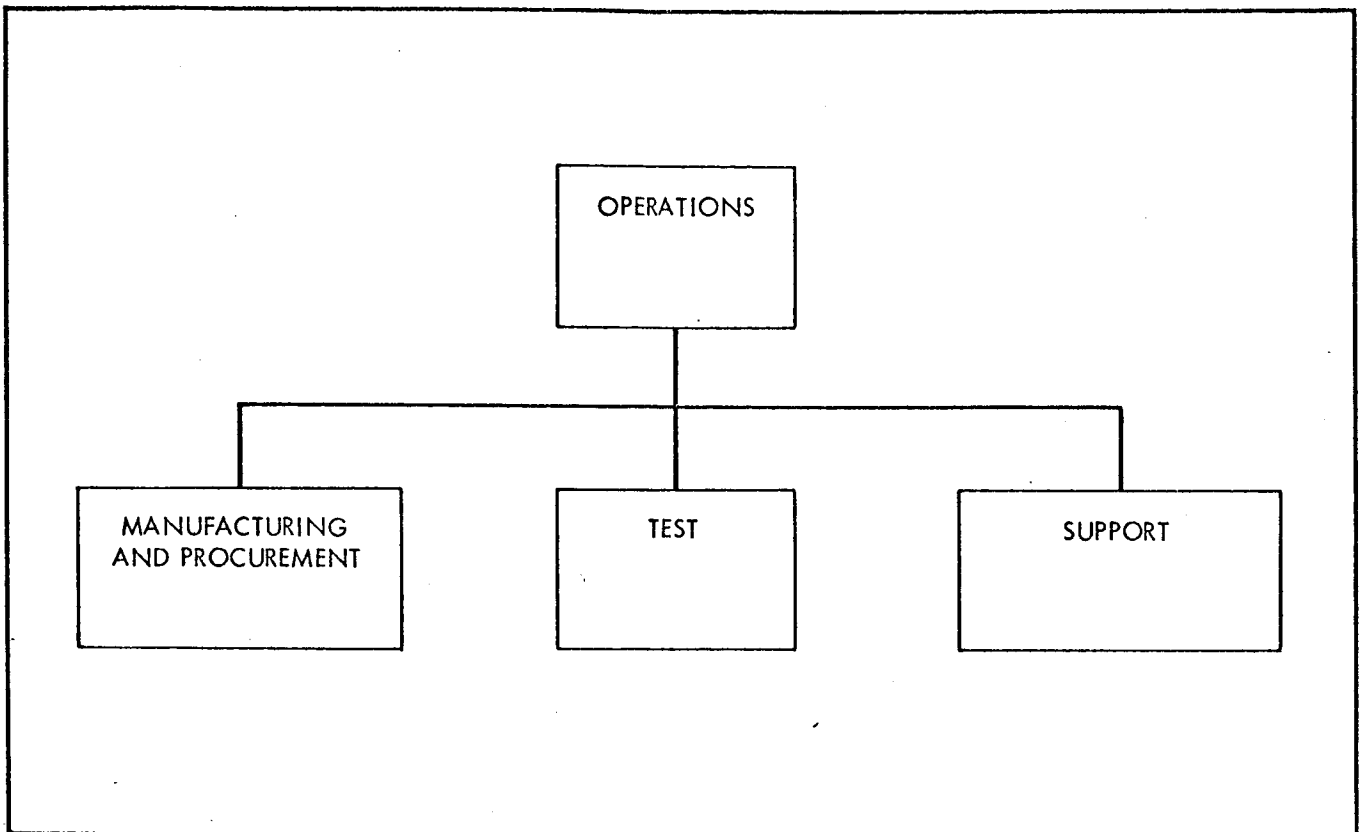 OPERATIONS
MANUFACTURING
AND PROCUREMENT
TEST
SUPPORT